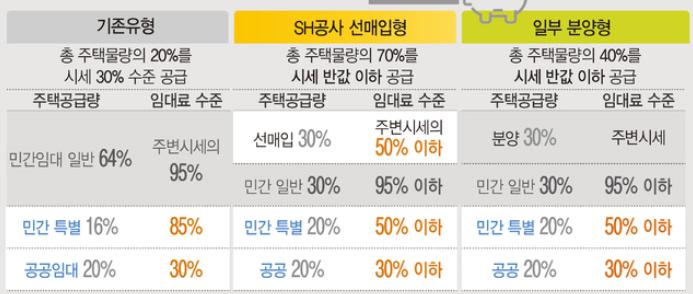 기존유형
총 주택물량의 20%를
시세 30% 수준 공급
주택공급량 임대료 수준
민간임대 일반 64% 주변시세의
95%
민간 특별 16% 85%
공공임대 20% 30%
SH공사 선매입형
총 주택물량의 70%를
시세 반값 이하 공급
주택공급량 임대료 수준
선매입 30% 주변시세의
50% 이하
민간 일반 30% 95% 이하
민간 특별 20% 50% 이하
공공 20% 30% 이하
일부 분양형
총 주택물량의 40%를
시세 반값 이하 공급
주택공급량 임대료 수준
분양 30% 주변시세
민간 일반 30% 95% 이하
민간 특별 20% 50% 이하
공공 20% 30% 이하